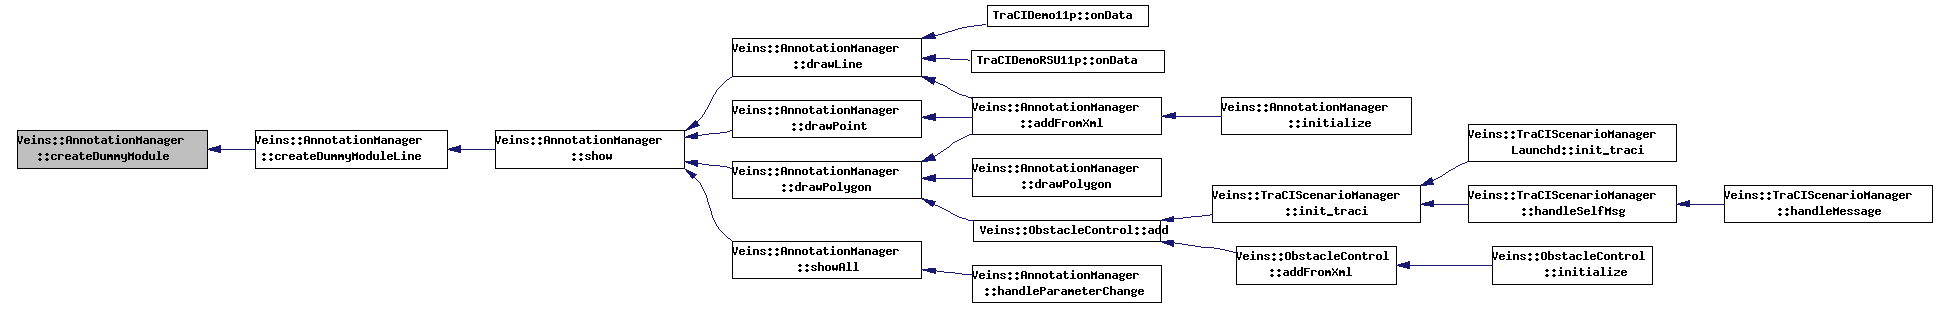 Veins::AnnotationManager
::createDummyModule
Veins::AnnotationManager
::createDummyModuleLine
Veins::AnnotationManager
::show
Veins::AnnotationManager
::drawLine
TraCIDemo11p::onData
TraCIDemoRSU11p::onData
Veins::AnnotationManager
::addFromXml
Veins::AnnotationManager
::initialize
Veins::AnnotationManager
::drawPoint
Veins::AnnotationManager
::drawPolygon
Veins::AnnotationManager
::drawPolygon
Veins::ObstacleControl::add
Veins::TraCIScenarioManager
::init_traci
Veins::TraCIScenarioManager
Launchd::init_traci
Veins::TraCIScenarioManager
::handleSelfMsg
Veins::TraCIScenarioManager
::handleMessage
Veins::ObstacleControl
::addFromXml
Veins::ObstacleControl
::initialize
Veins::AnnotationManager
::showAll
Veins::AnnotationManager
::handleParameterChange